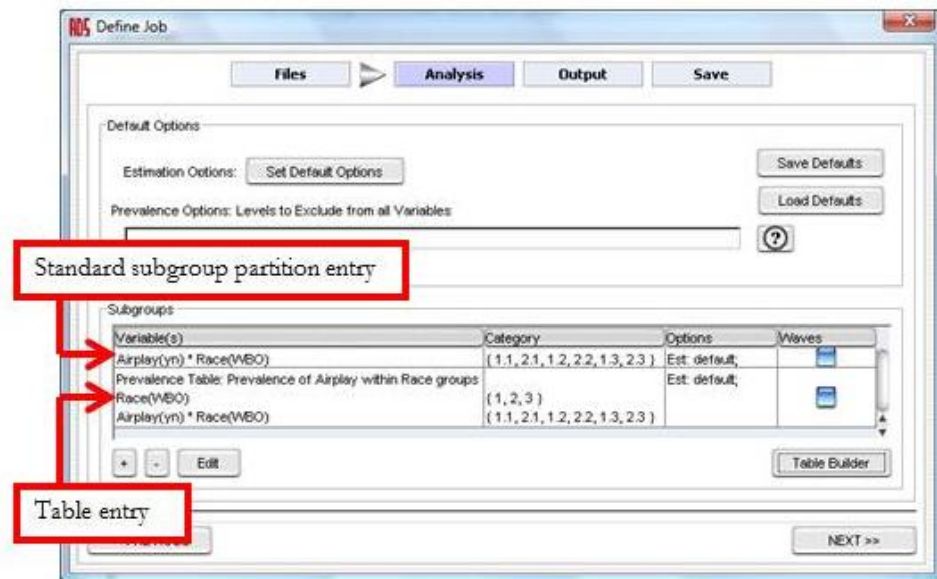 RDS Define Job
Files
Analysis
Output
Save
Default Options
Estimation Options:
Set Default Options
Save Defaults
Load Defaults
Prevalence Options: Levels to Exclude from all Variables
?
Standard subgroup partition entry
Subgroups
Variable(s) Category Options Waves
Airplay(yn) * Race(WBO) { 1.1, 2.1, 1.2, 2.2, 1.3, 2.3 } Est: default;
Prevalence Table: Prevalence of Airplay within Race groups Est: default;
Race(WBO) { 1, 2, 3 }
Airplay(yn) * Race(WBO) { 1.1, 2.1, 1.2, 2.2, 1.3, 2.3 }
+ - Edit
Table Builder
Table entry
NEXT >>